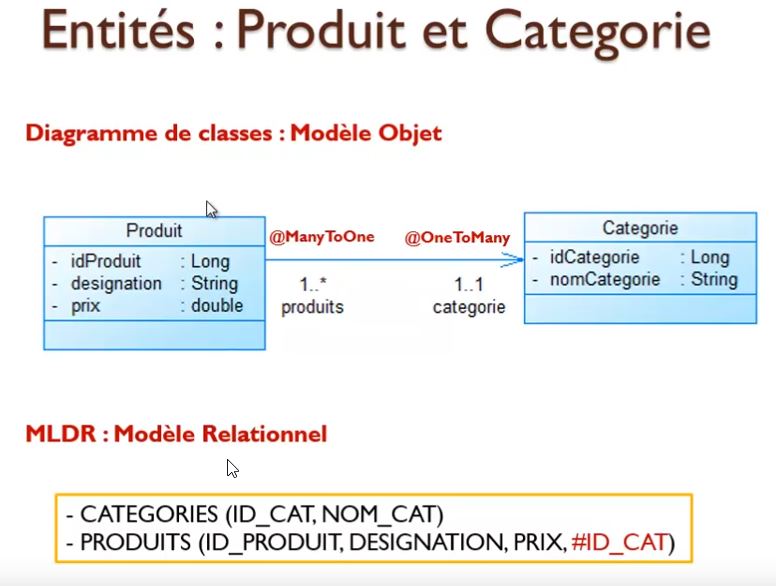 Entités : Produit et Categorie
Diagramme de classes : Modèle Objet
Produit
- idProduit : Long
- designation : String
- prix : double
@ManyToOne @OneToMany
1..* 1..1
produits categorie
Categorie
- idCategorie : Long
- nomCategorie : String
MLDR : Modèle Relationnel
- CATEGORIES (ID_CAT, NOM_CAT)
- PRODUITS (ID_PRODUIT, DESIGNATION, PRIX, #ID_CAT)